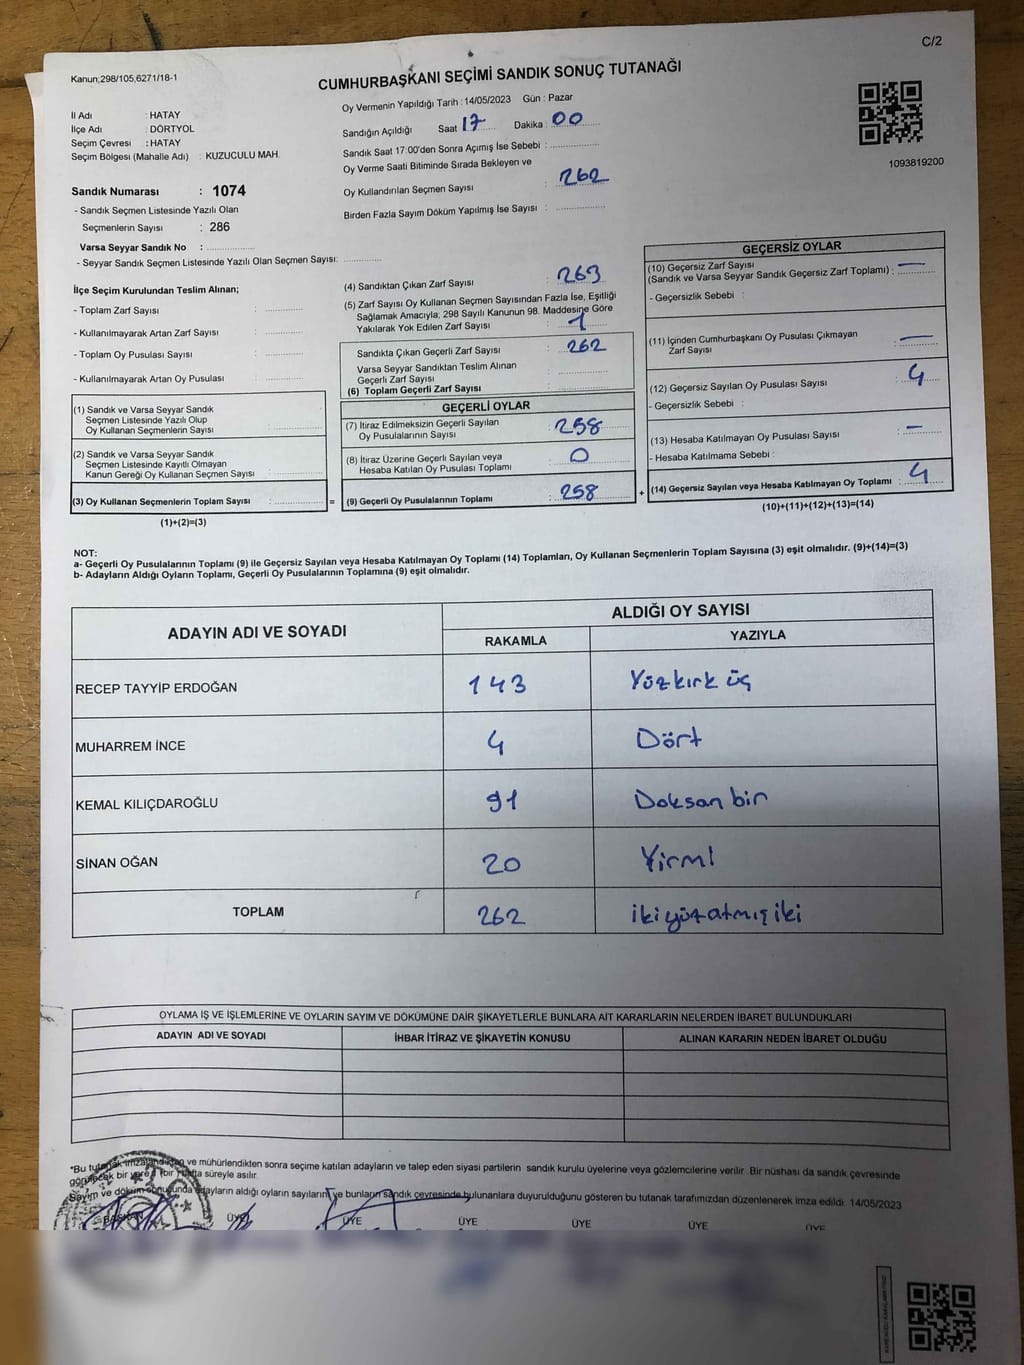 C/2
Kanun;298/105,6271/18-1
CUMHURBAŞKANI SEÇİMİ SANDIK SONUÇ TUTANAĞI
Oy Vermenin Yapıldığı Tarih : 14/05/2023 Gün : Pazar
İl Adı : HATAY
İlçe Adı : DÖRTYOL
Seçim Çevresi : HATAY
Seçim Bölgesi (Mahalle Adı) : KUZUCULU MAH.
Sandığın Açıldığı Saat 17 Dakika : 00
Sandık Saat 17:00'den Sonra Açımış İse Sebebi :
Oy Verme Saati Bitiminde Sırada Bekleyen ve
Oy Kullandırılan Seçmen Sayısı : 262
Birden Fazla Sayım Döküm Yapılmış İse Sayısı :
1093819200
Sandık Numarası : 1074
- Sandık Seçmen Listesinde Yazılı Olan
Seçmenlerin Sayısı : 286
Varsa Seyyar Sandık No :
- Seyyar Sandık Seçmen Listesinde Yazılı Olan Seçmen Sayısı:
İlçe Seçim Kurulundan Teslim Alınan;
- Toplam Zarf Sayısı :
- Kullanılmayarak Artan Zarf Sayısı :
- Toplam Oy Pusulası Sayısı :
- Kullanılmayarak Artan Oy Pusulası :
(1) Sandık ve Varsa Seyyar Sandık
Seçmen Listesinde Yazılı Olup
Oy Kullanan Seçmenlerin Sayısı :
(2) Sandık ve Varsa Seyyar Sandık
Seçmen Listesinde Kayıtlı Olmayan
Kanun Gereği Oy Kullanan Seçmen Sayısı :
(3) Oy Kullanan Seçmenlerin Toplam Sayısı : =
(1)+(2)=(3)
(4) Sandıktan Çıkan Zarf Sayısı : 263
(5) Zarf Sayısı Oy Kullanan Seçmen Sayısından Fazla İse, Eşitliği
Sağlamak Amacıyla; 298 Sayılı Kanunun 98. Maddesine Göre
Yakılarak Yok Edilen Zarf Sayısı : 1
Sandıkta Çıkan Geçerli Zarf Sayısı : 262
Varsa Seyyar Sandıktan Teslim Alınan
Geçerli Zarf Sayısı :
(6) Toplam Geçerli Zarf Sayısı :
GEÇERLİ OYLAR
(7) İtiraz Edilmeksizin Geçerli Sayılan
Oy Pusulalarının Sayısı : 258
(8) İtiraz Üzerine Geçerli Sayılan veya
Hesaba Katılan Oy Pusulası Toplamı : 0
(9) Geçerli Oy Pusulalarının Toplamı : 258 +
GEÇERSİZ OYLAR
(10) Geçersiz Zarf Sayısı
(Sandık ve Varsa Seyyar Sandık Geçersiz Zarf Toplamı) : —
- Geçersizlik Sebebi :
(11) İçinden Cumhurbaşkanı Oy Pusulası Çıkmayan
Zarf Sayısı : —
(12) Geçersiz Sayılan Oy Pusulası Sayısı : 4
- Geçersizlik Sebebi :
(13) Hesaba Katılmayan Oy Pusulası Sayısı : —
- Hesaba Katılmama Sebebi :
(14) Geçersiz Sayılan veya Hesaba Katılmayan Oy Toplamı : 4
(10)+(11)+(12)+(13)=(14)
NOT:
a- Geçerli Oy Pusulalarının Toplamı (9) ile Geçersiz Sayılan veya Hesaba Katılmayan Oy Toplamı (14) Toplamları, Oy Kullanan Seçmenlerin Toplam Sayısına (3) eşit olmalıdır. (9)+(14)=(3)
b- Adayların Aldığı Oyların Toplamı, Geçerli Oy Pusulalarının Toplamına (9) eşit olmalıdır.
ADAYIN ADI VE SOYADI ALDIĞI OY SAYISI
RAKAMLA YAZIYLA
RECEP TAYYİP ERDOĞAN 143 Yüzkırk üç
MUHARREM İNCE 4 Dört
KEMAL KILIÇDAROĞLU 91 Doksan bir
SİNAN OĞAN 20 Yirmi
TOPLAM 262 ikiyüzatmış iki
OYLAMA İŞ VE İŞLEMLERİNE VE OYLARIN SAYIM VE DÖKÜMÜNE DAİR ŞİKAYETLERLE BUNLARA AİT KARARLARIN NELERDEN İBARET BULUNDUKLARI
ADAYIN ADI VE SOYADI İHBAR İTİRAZ VE ŞİKAYETİN KONUSU ALINAN KARARIN NEDEN İBARET OLDUĞU
*Bu tutanak imzalandıktan ve mühürlendikten sonra seçime katılan adayların ve talep eden siyasi partilerin sandık kurulu üyelerine veya gözlemcilerine verilir. Bir nüshası da sandık çevresinde
görülecek bir yere 1 (bir) hafta süreyle asılır.
Sayım ve döküm sonucunda adayların aldığı oyların sayılarını ve bunların sandık çevresinde bulunanlara duyurulduğunu gösteren bu tutanak tarafımızdan düzenlenerek imza edildi. 14/05/2023
BAŞKAN ÜYE ÜYE ÜYE ÜYE ÜYE ÜYE